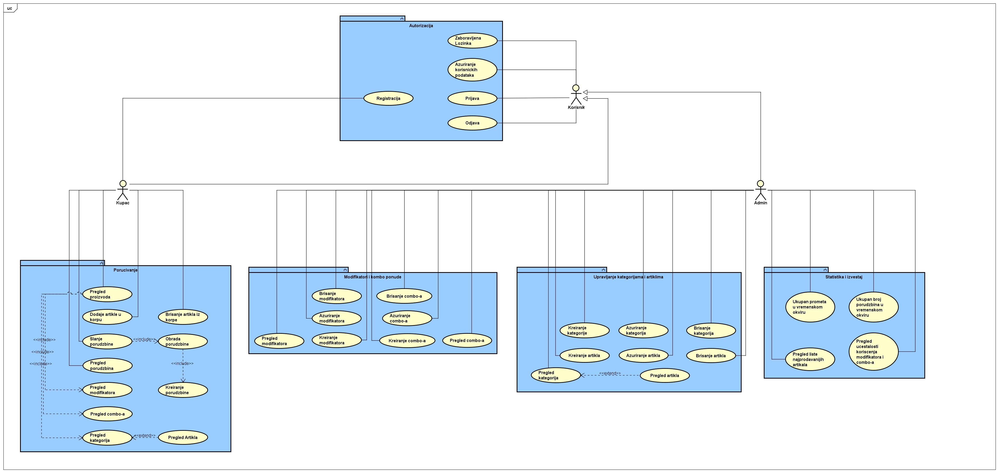 uc
Autorizacija
Zaboravljena
Lozinka
Azuriranje
korisnickih
podataka
Registracija
Prijava
Korisnik
Odjava
Kupac
Admin
Porucivanje
Pregled
proizvoda
Dodaje artikle u
korpu
Brisanje artikla iz
korpe
<<include>>
Slanje
porudzbine
<<include>>
Obrada
porudzbine
<<include>>
<<include>>
Pregled
porudzbina
<<include>>
Pregled
modifikatora
Kreiranje
porudzbine
Pregled combo-a
Pregled
kategorija
<<extend>>
Pregled Artikla
Modifikatori i kombo ponude
Brisanje
modifikatora
Brisanje combo-a
Azuriranje
modifikatora
Azuriranje
combo-a
Pregled
modifikatora
Kreiranje
modifikatora
Kreiranje combo-a
Pregled combo-a
Upravljanje kategorijama i artiklima
Kreiranje
kategorije
Azuriranje
kategorija
Brisanje
kategorija
Kreiranje artikla
Azuriranje artikla
Brisanje artikla
Pregled
kategorija
<<extend>>
Pregled artikla
Statistika i izvestaj
Ukupan prometa
u vremenskom
okviru
Ukupan broj
porudzbina u
vremenskom
okviru
Pregled liste
najprodavanijih
artikala
Pregled
ucestalosti
koriscenja
modifikatora i
combo-a